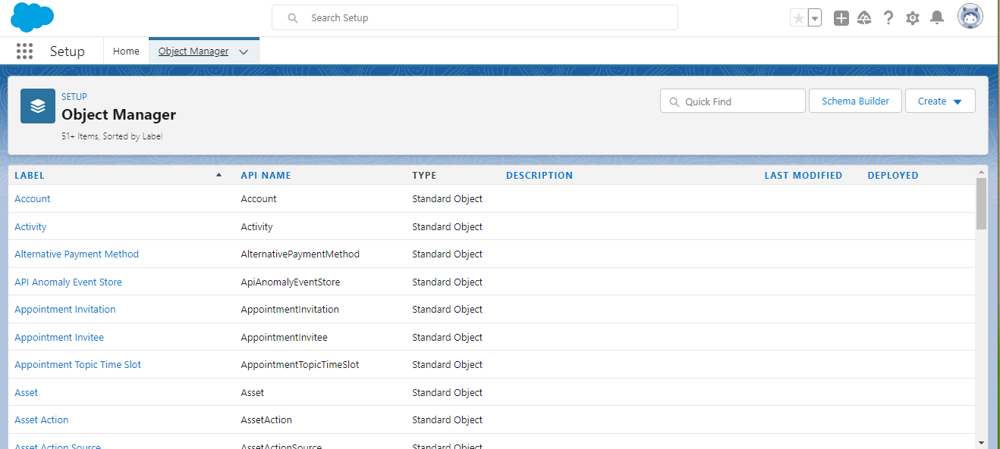 Search Setup
Setup Home Object Manager
SETUP
Object Manager
51+ Items, Sorted by Label
Quick Find Schema Builder Create
LABEL API NAME TYPE DESCRIPTION LAST MODIFIED DEPLOYED
Account Account Standard Object
Activity Activity Standard Object
Alternative Payment Method AlternativePaymentMethod Standard Object
API Anomaly Event Store ApiAnomalyEventStore Standard Object
Appointment Invitation AppointmentInvitation Standard Object
Appointment Invitee AppointmentInvitee Standard Object
Appointment Topic Time Slot AppointmentTopicTimeSlot Standard Object
Asset Asset Standard Object
Asset Action AssetAction Standard Object
Asset Action Source AssetActionSource Standard Object